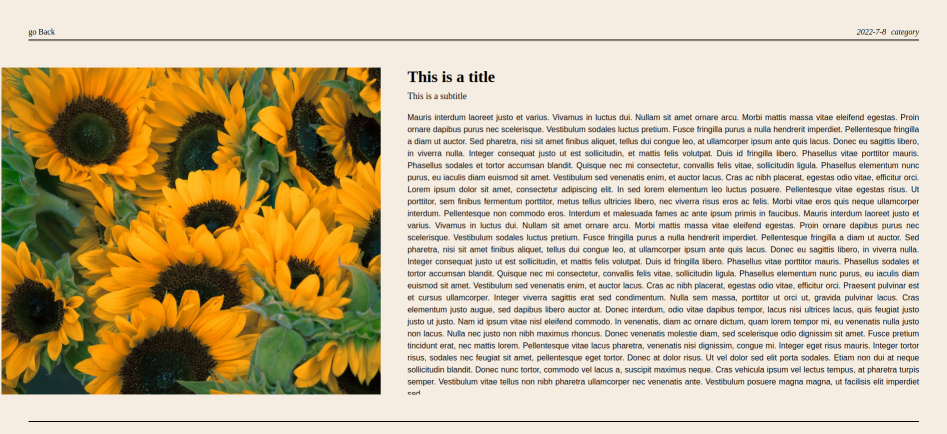 go Back
2022-7-8 category
This is a title
This is a subtitle
Mauris interdum laoreet justo et varius. Vivamus in luctus dui. Nullam sit amet ornare arcu. Morbi mattis massa vitae eleifend egestas. Proin
ornare dapibus purus nec scelerisque. Vestibulum sodales luctus pretium. Fusce fringilla purus a nulla hendrerit imperdiet. Pellentesque fringilla
a diam ut auctor. Sed pharetra, nisi sit amet finibus aliquet, tellus dui congue leo, at ullamcorper ipsum ante quis lacus. Donec eu sagittis libero,
in viverra nulla. Integer consequat justo ut est sollicitudin, et mattis felis volutpat. Duis id fringilla libero. Phasellus vitae porttitor mauris.
Phasellus sodales et tortor accumsan blandit. Quisque nec mi consectetur, convallis felis vitae, sollicitudin ligula. Phasellus elementum nunc
purus, eu iaculis diam euismod sit amet. Vestibulum sed venenatis enim, et auctor lacus. Cras ac nibh placerat, egestas odio vitae, efficitur orci.
Lorem ipsum dolor sit amet, consectetur adipiscing elit. In sed lorem elementum leo luctus posuere. Pellentesque vitae egestas risus. Ut
porttitor, sem finibus fermentum porttitor, metus tellus ultricies libero, nec viverra risus eros ac felis. Morbi vitae eros quis neque ullamcorper
interdum. Pellentesque non commodo eros. Interdum et malesuada fames ac ante ipsum primis in faucibus. Mauris interdum laoreet justo et
varius. Vivamus in luctus dui. Nullam sit amet ornare arcu. Morbi mattis massa vitae eleifend egestas. Proin ornare dapibus purus nec
scelerisque. Vestibulum sodales luctus pretium. Fusce fringilla purus a nulla hendrerit imperdiet. Pellentesque fringilla a diam ut auctor. Sed
pharetra, nisi sit amet finibus aliquet, tellus dui congue leo, at ullamcorper ipsum ante quis lacus. Donec eu sagittis libero, in viverra nulla.
Integer consequat justo ut est sollicitudin, et mattis felis volutpat. Duis id fringilla libero. Phasellus vitae porttitor mauris. Phasellus sodales et
tortor accumsan blandit. Quisque nec mi consectetur, convallis felis vitae, sollicitudin ligula. Phasellus elementum nunc purus, eu iaculis diam
euismod sit amet. Vestibulum sed venenatis enim, et auctor lacus. Cras ac nibh placerat, egestas odio vitae, efficitur orci. Praesent pulvinar est
et cursus ullamcorper. Integer viverra sagittis erat sed condimentum. Nulla sem massa, porttitor ut orci ut, gravida pulvinar lacus. Cras
elementum justo augue, sed dapibus libero auctor at. Donec interdum, odio vitae dapibus tempor, lacus nisi ultrices lacus, quis feugiat justo
justo ut justo. Nam id ipsum vitae nisl eleifend commodo. In venenatis, diam ac ornare dictum, quam lorem tempor mi, eu venenatis nulla justo
non lacus. Nulla nec justo non nibh maximus rhoncus. Donec venenatis molestie diam, sed scelerisque odio dignissim sit amet. Fusce pretium
tincidunt erat, nec mattis leo. Pellentesque vitae lacus pharetra, venenatis nisi dignissim, congue mi. Integer eget risus mauris. Integer tortor
risus, sodales nec feugiat sit amet, pellentesque eget tortor. Donec at dolor risus. Ut vel dolor sed elit porta sodales. Etiam non dui at neque
sollicitudin blandit. Donec nunc tortor, commodo vel lacus a, suscipit maximus neque. Cras vehicula ipsum vel lectus tempus, at pharetra turpis
semper. Vestibulum vitae tellus non nibh pharetra ullamcorper nec venenatis ante. Vestibulum posuere magna magna, ut facilisis elit imperdiet
sed